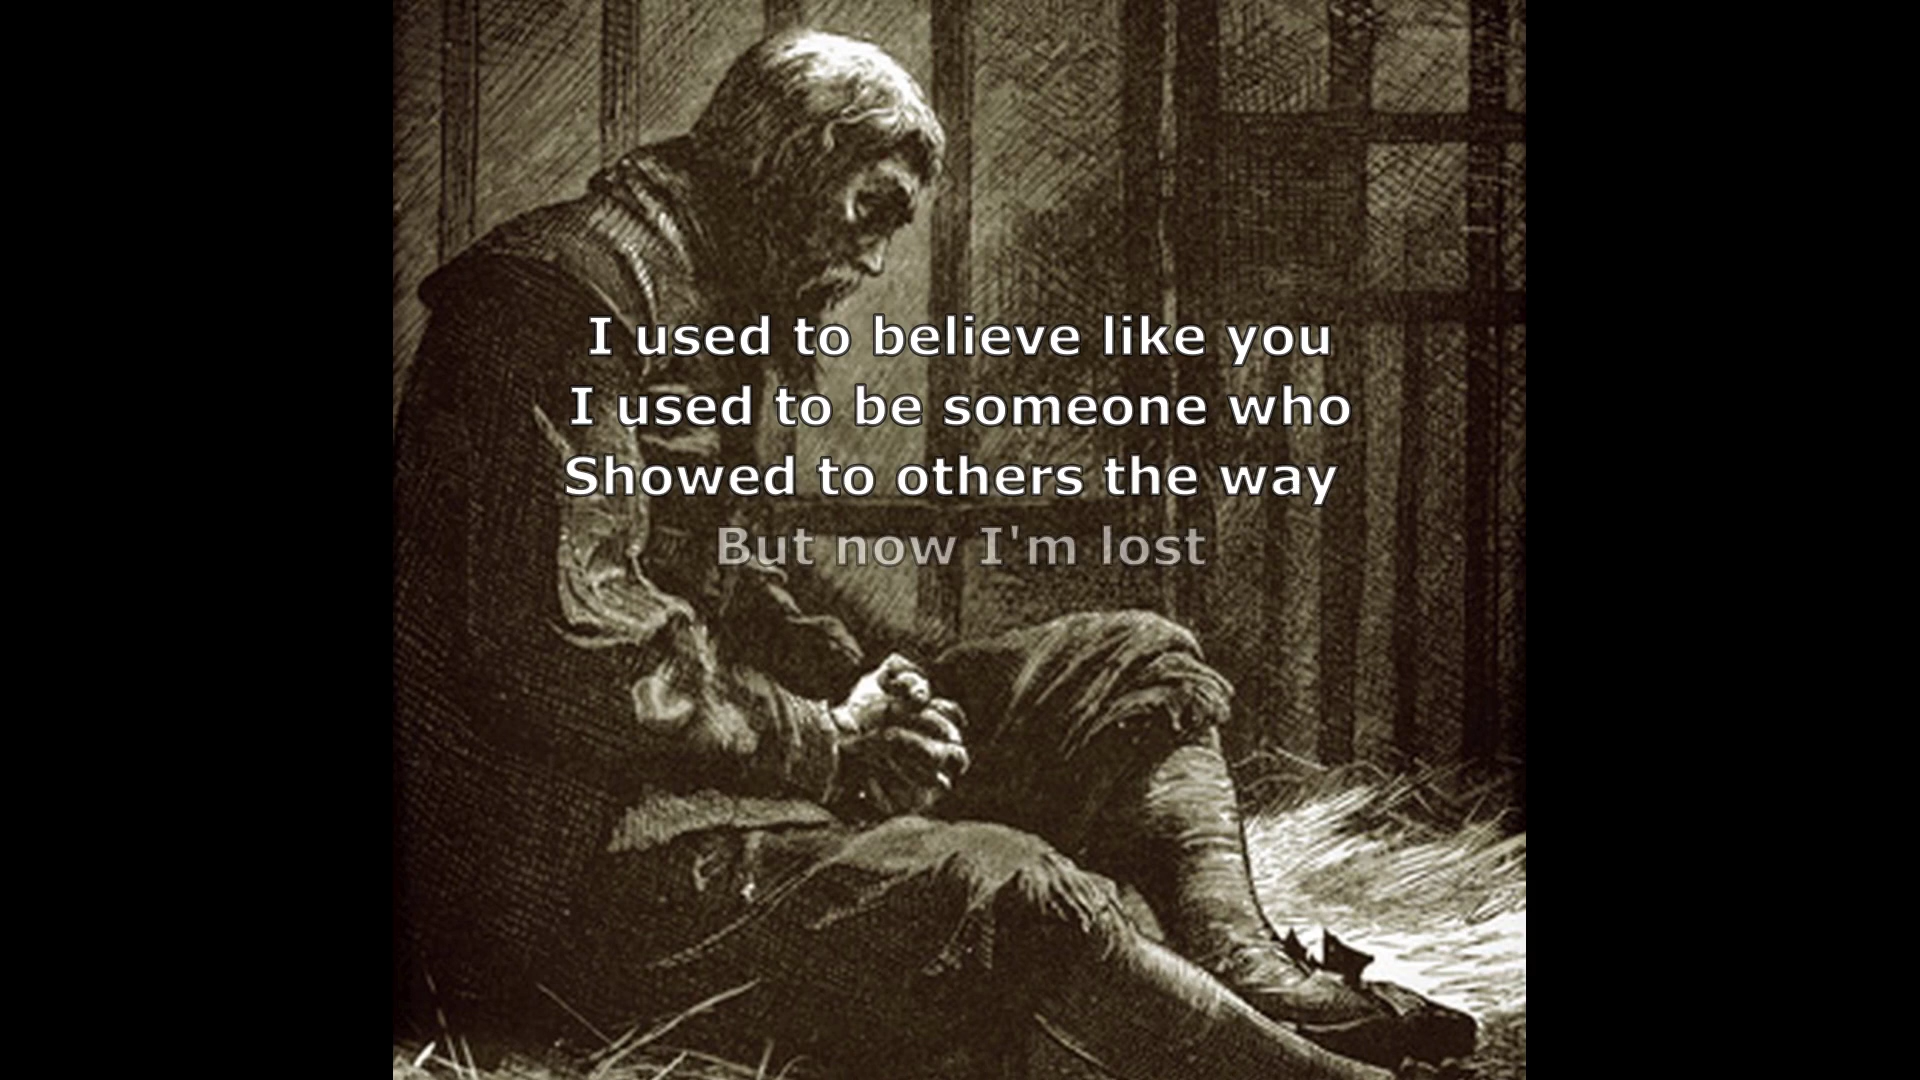 I used to believe like you
I used to be someone who
Showed to others the way
But now I'm lost